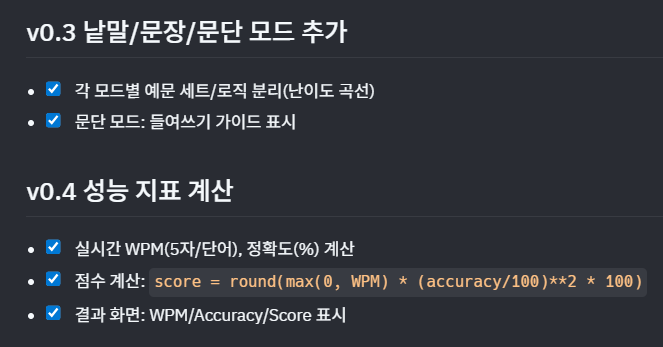 v0.3 낱말/문장/문단 모드 추가
각 모드별 예문 세트/로직 분리(난이도 곡선)
문단 모드: 들여쓰기 가이드 표시
v0.4 성능 지표 계산
실시간 WPM(5자/단어), 정확도(%) 계산
점수 계산: score = round(max(0, WPM) * (accuracy/100)**2 * 100)
결과 화면: WPM/Accuracy/Score 표시